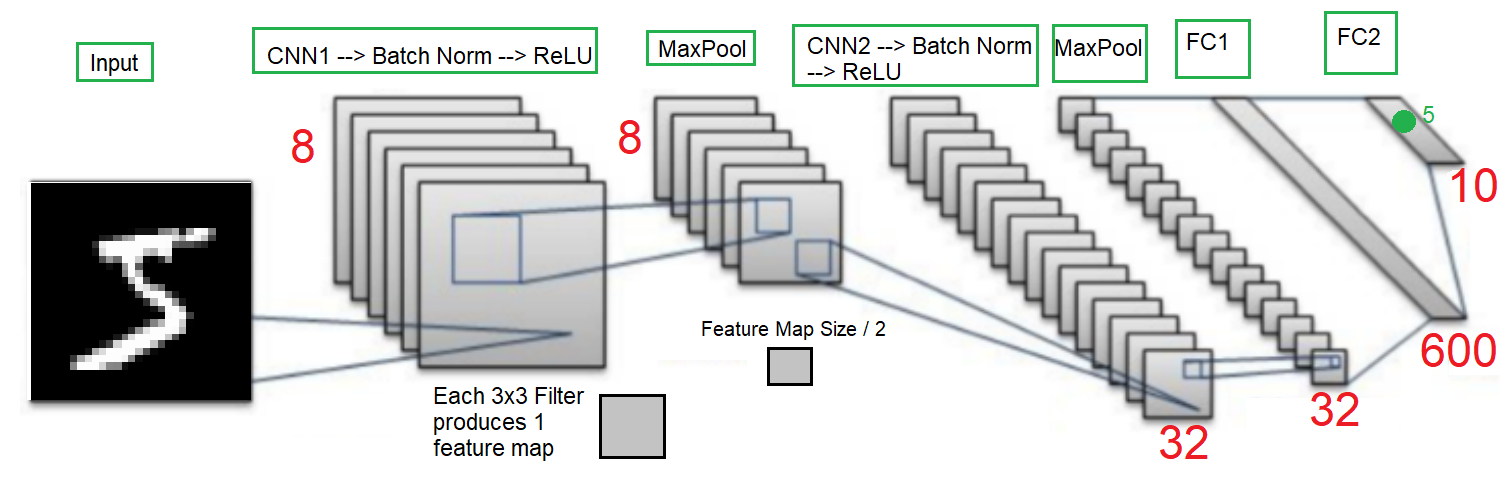 Input
CNN1 --> Batch Norm --> ReLU
MaxPool
CNN2 --> Batch Norm
--> ReLU
MaxPool
FC1
FC2
8
8
5
10
Feature Map Size / 2
600
Each 3x3 Filter
produces 1
feature map
32
32